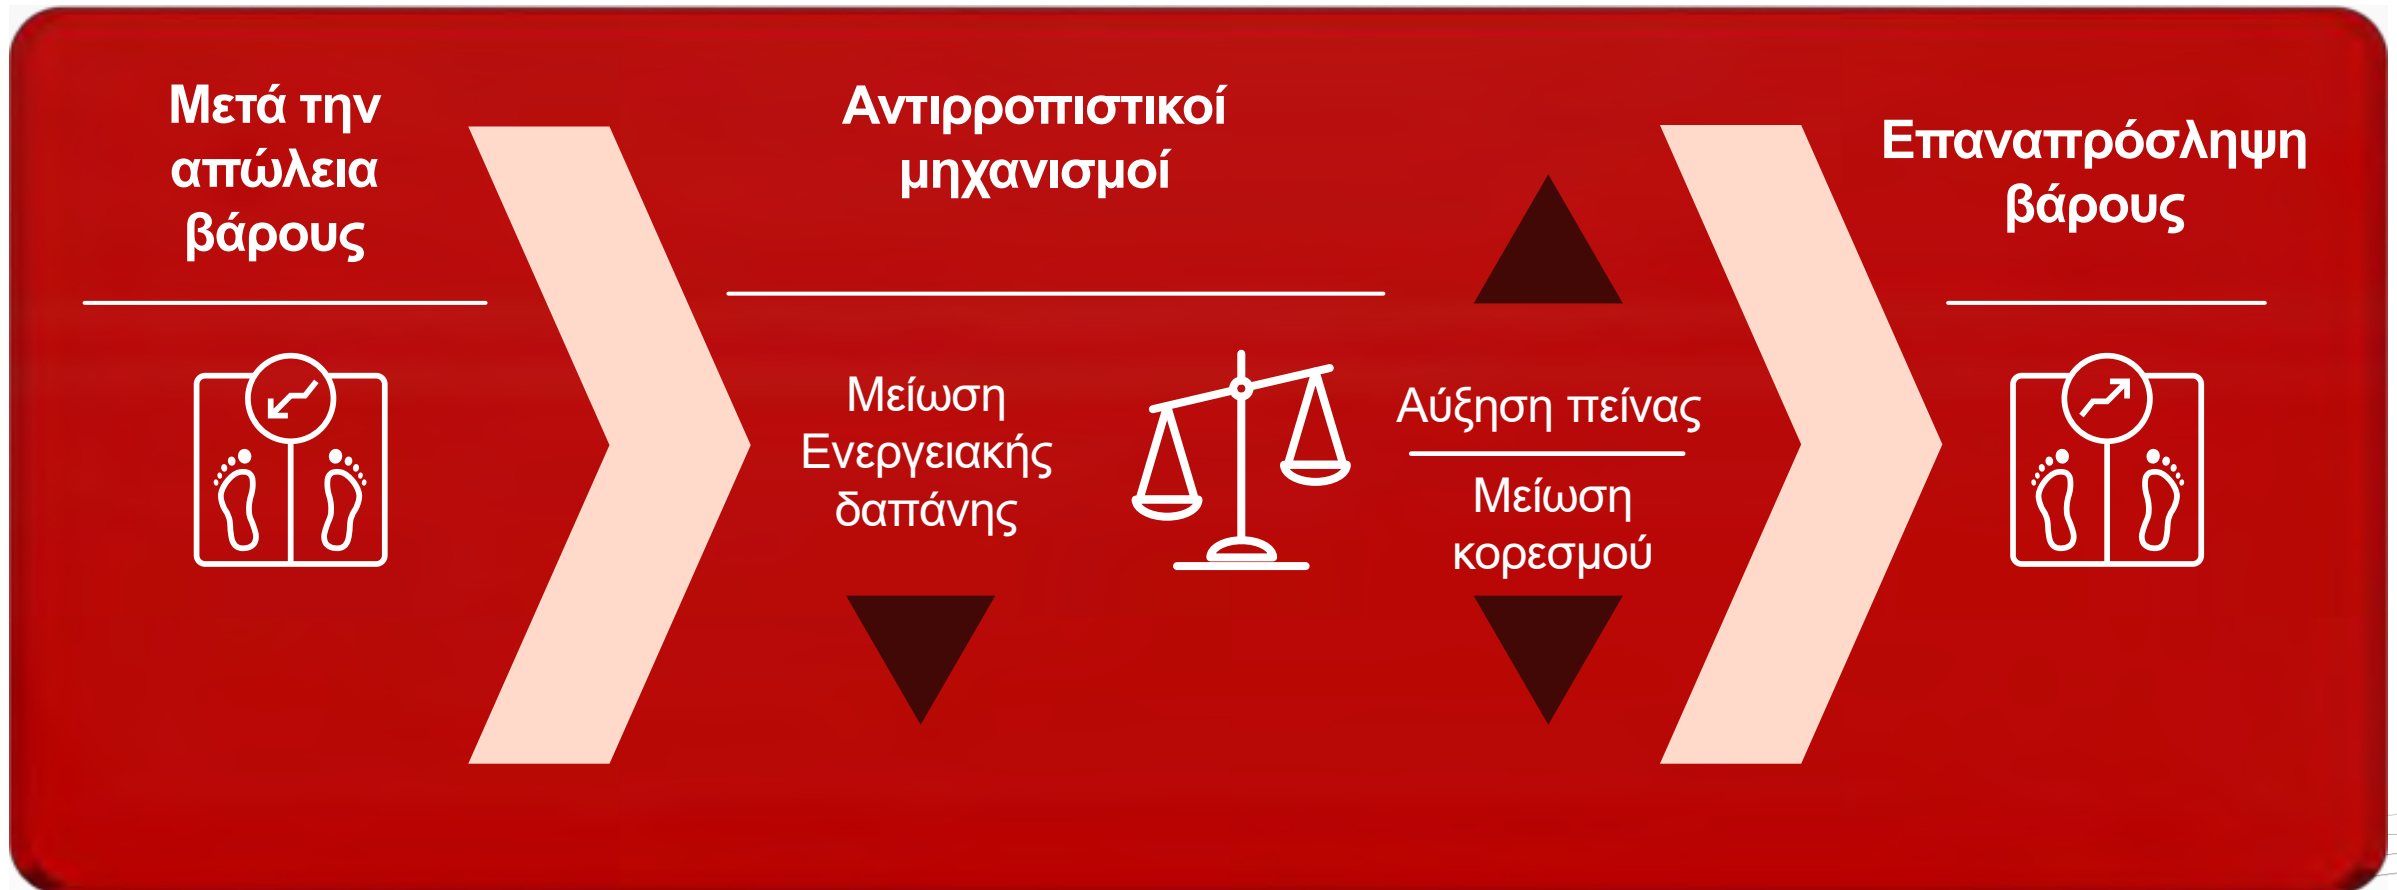 Μετά την
απώλεια
βάρους
Αντιρροπιστικοί
μηχανισμοί
Μείωση
Ενεργειακής
δαπάνης
Αύξηση πείνας
Μείωση
κορεσμού
Επαναπρόσληψη
βάρους